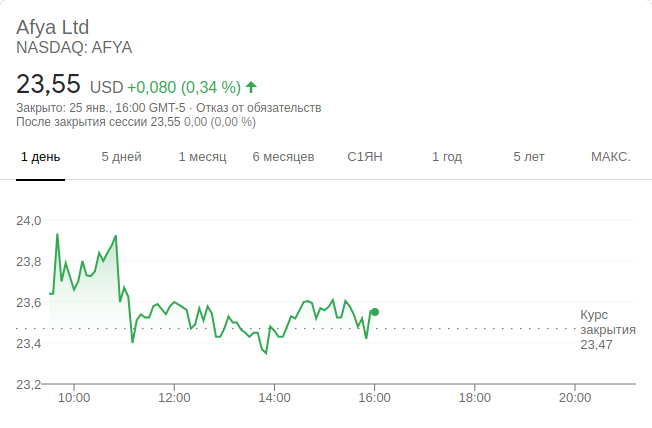 Afya Ltd
NASDAQ: AFYA
23,55 USD +0,080 (0,34 %)
Закрыто: 25 янв., 16:00 GMT-5 · Отказ от обязательств
После закрытия сессии 23,55 0,00 (0,00 %)
1 день 5 дней 1 месяц 6 месяцев С1ЯН 1 год 5 лет МАКС.
24,0
23,8
23,6
Курс
закрытия
23,47
23,4
23,2
10:00 12:00 14:00 16:00 18:00 20:00